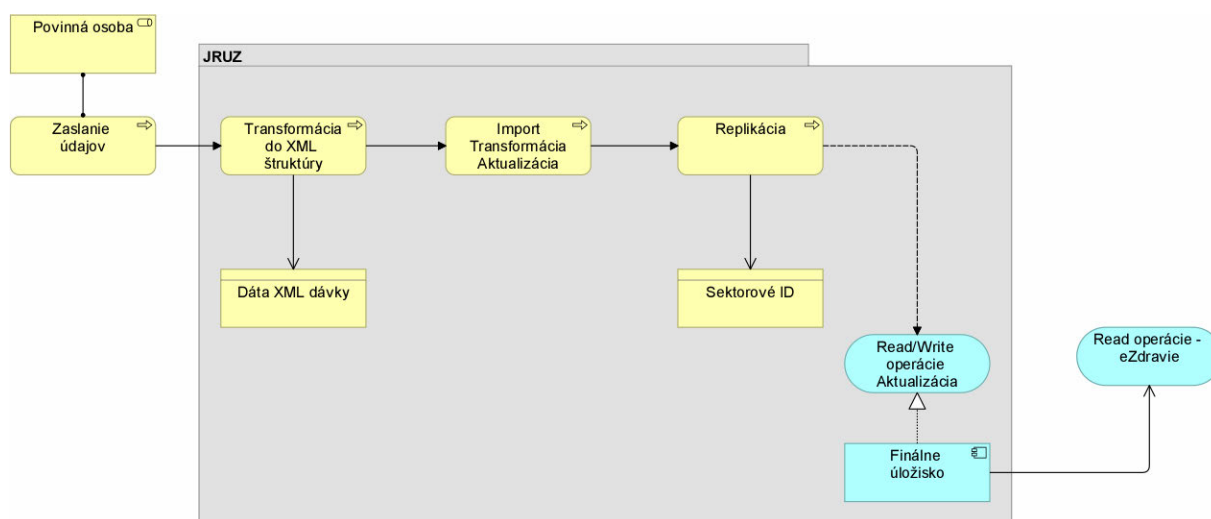 Povinná osoba
JRUZ
Zaslanie
údajov
Transformácia
do XML
štruktúry
Import
Transformácia
Aktualizácia
Replikácia
Dáta XML dávky
Sektorové ID
Read/Write
operácie
Aktualizácia
Read operácie -
eZdravie
Finálne
úložisko